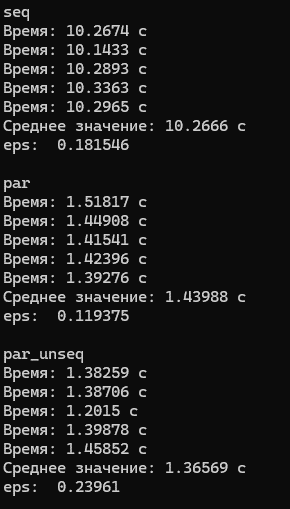 seq
Время: 10.2674 с
Время: 10.1433 с
Время: 10.2893 с
Время: 10.3363 с
Время: 10.2965 с
Среднее значение: 10.2666 с
eps:  0.181546

par
Время: 1.51817 с
Время: 1.44908 с
Время: 1.41541 с
Время: 1.42396 с
Время: 1.39276 с
Среднее значение: 1.43988 с
eps:  0.119375

par_unseq
Время: 1.38259 с
Время: 1.38706 с
Время: 1.2015 с
Время: 1.39878 с
Время: 1.45852 с
Среднее значение: 1.36569 с
eps:  0.23961